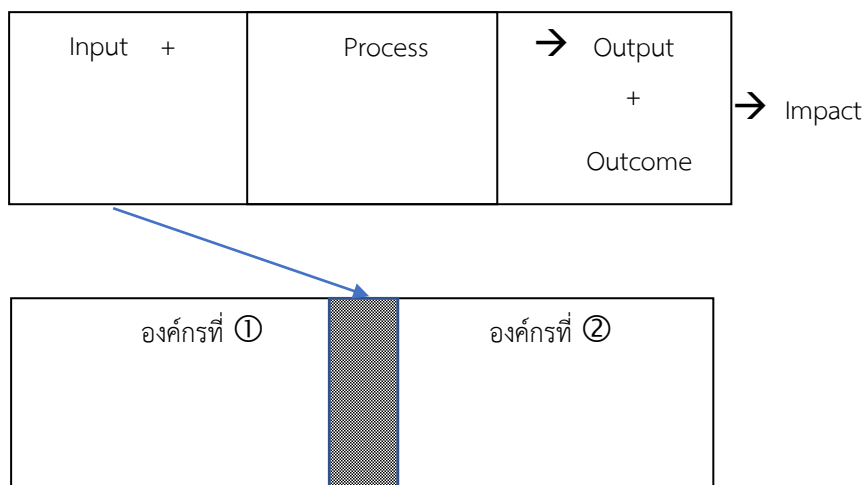 Input + Process → Output
+
→ Impact
Outcome
องค์กรที่ ① องค์กรที่ ②